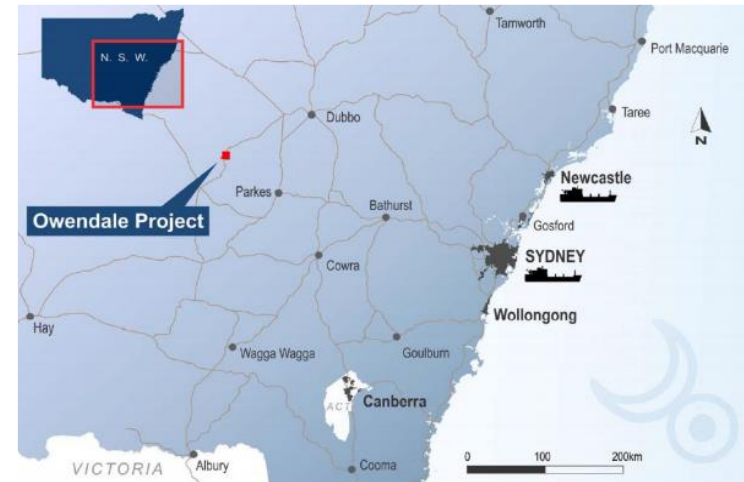 Tamworth
N. S. W.
Port Macquarie
Taree
Dubbo
N
Newcastle
Parkes
Owendale Project
Bathurst
Gosford
SYDNEY
Cowra
Wollongong
Hay
Wagga Wagga
Goulburn
ACT
Canberra
VICTORIA
Albury
Cooma
0 100 200km